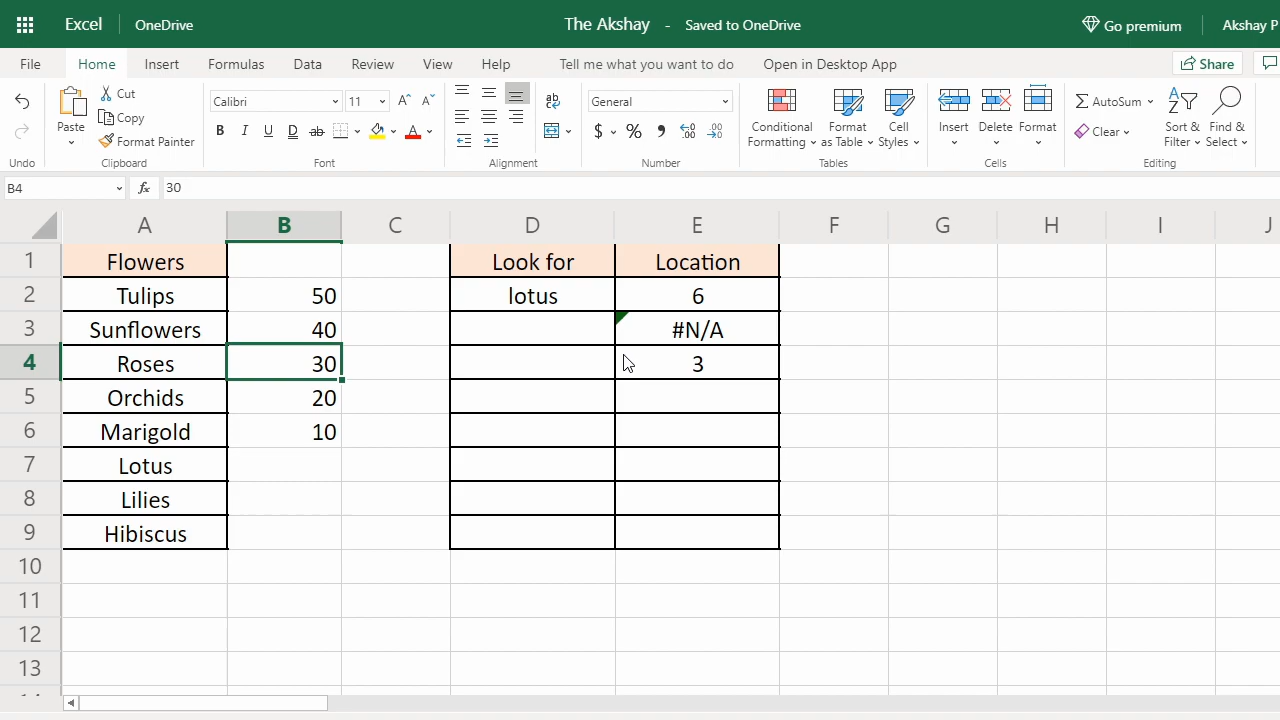 Excel OneDrive The Akshay - Saved to OneDrive Go premium Akshay P
File Home Insert Formulas Data Review View Help Tell me what you want to do Open in Desktop App Share
Undo
Paste Cut Copy Format Painter
Clipboard
Calibri 11 A^ Aˇ
B I U D ab A
Font
ab
Alignment
General
$ % , .00 .00
Number
Conditional Formatting
Format as Table
Cell Styles
Tables
Insert Delete Format
Cells
AutoSum Clear
Sort & Filter
Find & Select
Editing
B4 fx 30
A B C D E F G H I J
1 Flowers Look for Location
2 Tulips 50 lotus 6
3 Sunflowers 40 #N/A
4 Roses 30 3
5 Orchids 20
6 Marigold 10
7 Lotus
8 Lilies
9 Hibiscus
10
11
12
13